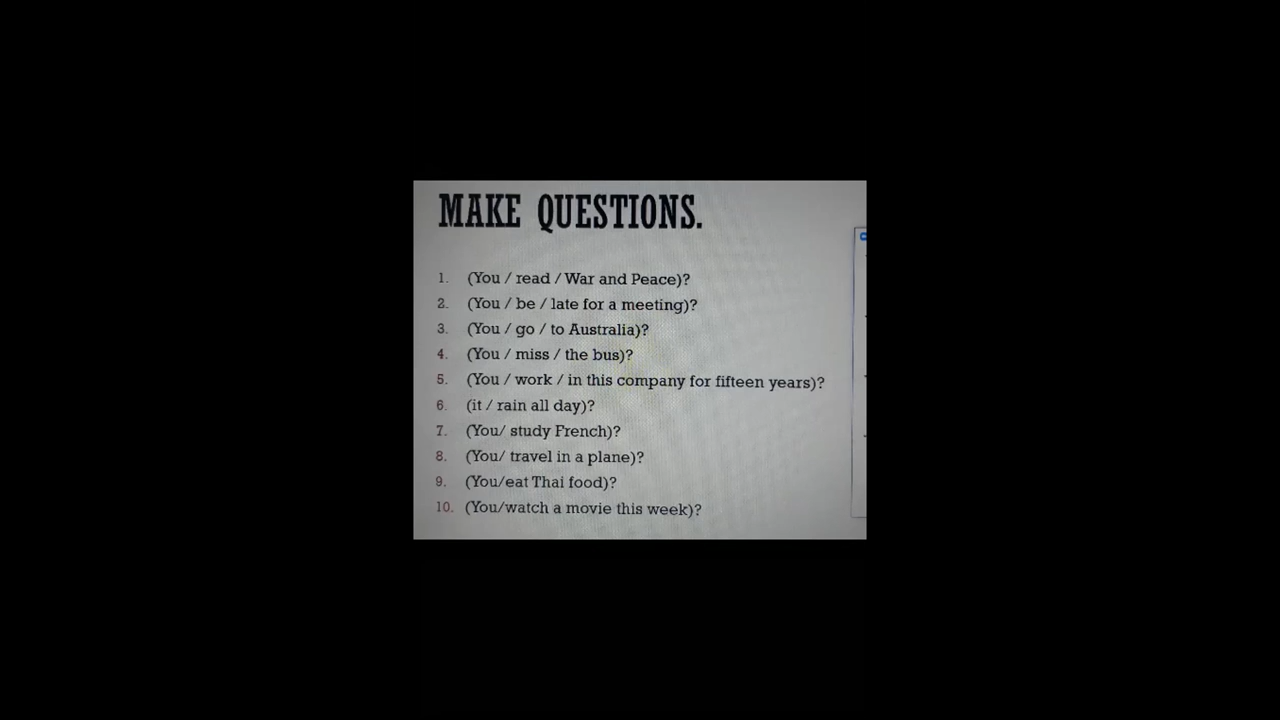 MAKE QUESTIONS.
1. (You / read / War and Peace)?
2. (You / be / late for a meeting)?
3. (You / go / to Australia)?
4. (You / miss / the bus)?
5. (You / work / in this company for fifteen years)?
6. (it / rain all day)?
7. (You/ study French)?
8. (You/ travel in a plane)?
9. (You/eat Thai food)?
10. (You/watch a movie this week)?